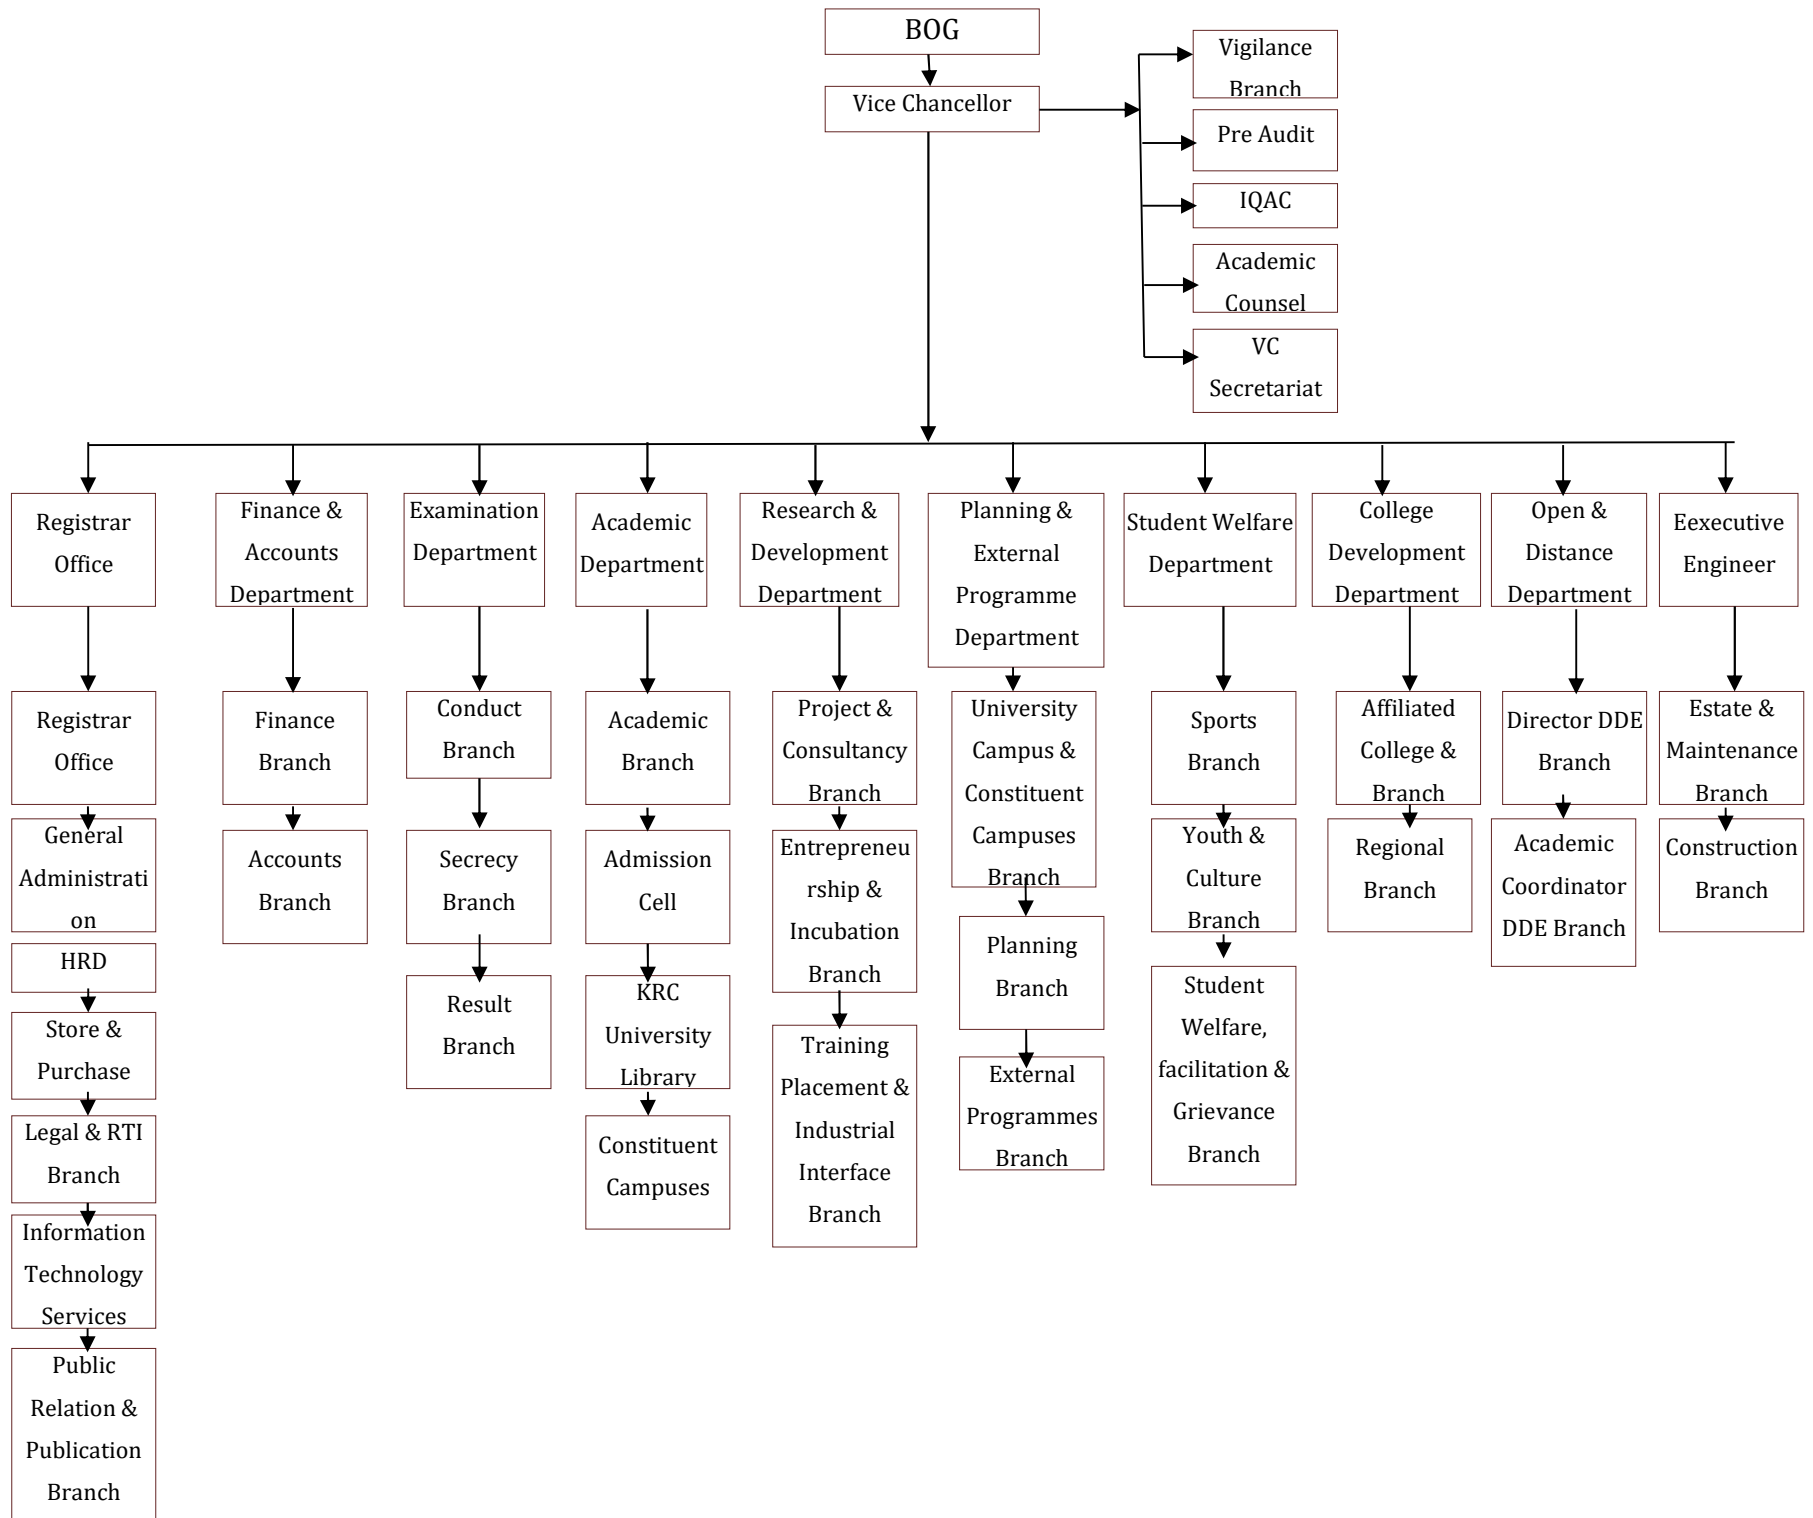 BOG
Vice Chancellor
Vigilance
Branch
Pre Audit
IQAC
Academic
Counsel
VC
Secretariat
Registrar
Office
Finance &
Accounts
Department
Examination
Department
Academic
Department
Research &
Development
Department
Planning &
External
Programme
Department
Student Welfare
Department
College
Development
Department
Open &
Distance
Department
Eexecutive
Engineer
Registrar
Office
General
Administrati
on
HRD
Store &
Purchase
Legal & RTI
Branch
Information
Technology
Services
Public
Relation &
Publication
Branch
Finance
Branch
Accounts
Branch
Conduct
Branch
Secrecy
Branch
Result
Branch
Academic
Branch
Admission
Cell
KRC
University
Library
Constituent
Campuses
Project &
Consultancy
Branch
Entrepreneu
rship &
Incubation
Branch
Training
Placement &
Industrial
Interface
Branch
University
Campus &
Constituent
Campuses
Branch
Planning
Branch
External
Programmes
Branch
Sports
Branch
Youth &
Culture
Branch
Student
Welfare,
facilitation &
Grievance
Branch
Affiliated
College &
Branch
Regional
Branch
Director DDE
Branch
Academic
Coordinator
DDE Branch
Estate &
Maintenance
Branch
Construction
Branch